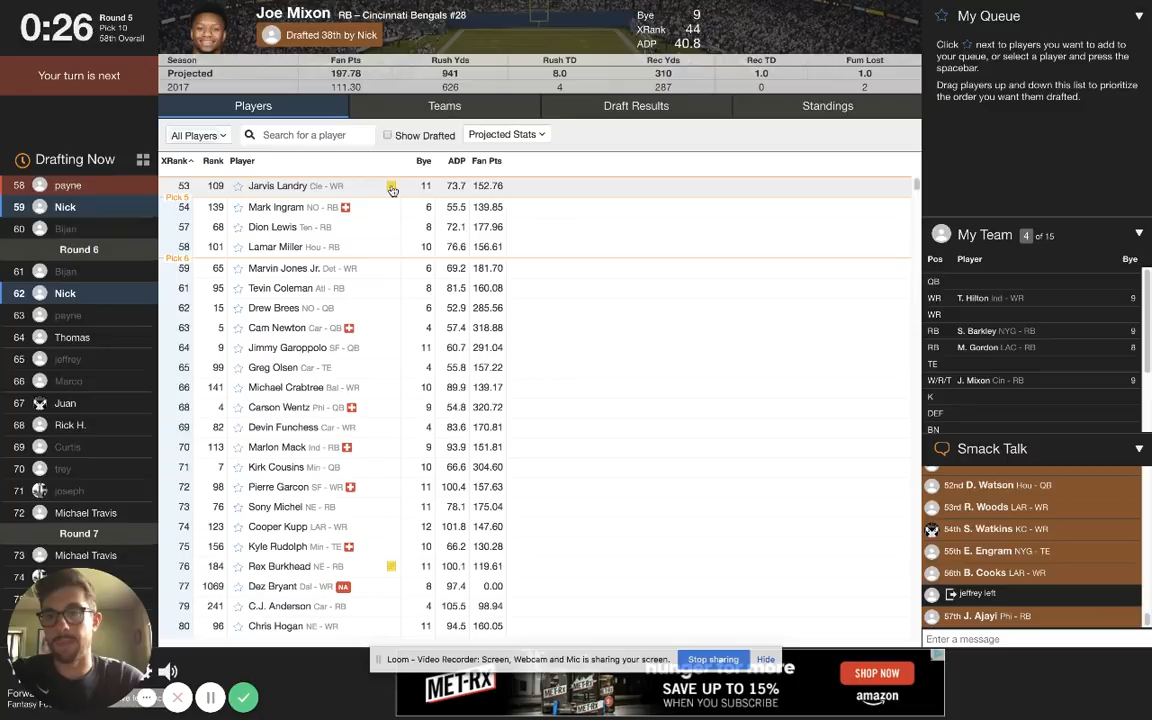 0:26
Round 5
Pick 10
58th Overall
Your turn is next
Drafting Now
58 payne
59 Nick
60 Bijan
Round 6
61 Bijan
62 Nick
63 payne
64 Thomas
65 jeffrey
66 Marco
67 Juan
68 Rick H.
69 Curtis
70 trey
71 joseph
72 Michael Travis
Round 7
73 Michael Travis
74
Joe Mixon RB – Cincinnati Bengals #28
Drafted 38th by Nick
Bye 9
XRank 44
ADP 40.8
Season Fan Pts Rush Yds Rush TD Rec Yds Rec TD Fum Lost
Projected 197.78 941 8.0 310 1.0 1.0
2017 111.30 626 4 287 0 2
Players Teams Draft Results Standings
All Players Search for a player Show Drafted Projected Stats
XRank Rank Player Bye ADP Fan Pts
53 109 Jarvis Landry Cle - WR 11 73.7 152.76
Pick 5
54 139 Mark Ingram NO - RB 6 55.5 139.85
57 68 Dion Lewis Ten - RB 8 72.1 177.96
58 101 Lamar Miller Hou - RB 10 76.6 156.61
Pick 6
59 65 Marvin Jones Jr. Det - WR 6 69.2 181.70
61 95 Tevin Coleman Atl - RB 8 81.5 160.08
62 15 Drew Brees NO - QB 6 52.9 285.56
63 5 Cam Newton Car - QB 4 57.4 318.88
64 9 Jimmy Garoppolo SF - QB 11 60.7 291.04
65 99 Greg Olsen Car - TE 4 55.8 157.22
66 141 Michael Crabtree Bal - WR 10 89.9 139.17
68 4 Carson Wentz Phi - QB 9 54.8 320.72
69 82 Devin Funchess Car - WR 4 83.6 170.81
70 113 Marlon Mack Ind - RB 9 93.9 151.81
71 7 Kirk Cousins Min - QB 10 66.6 304.60
72 98 Pierre Garcon SF - WR 11 100.4 157.63
73 76 Sony Michel NE - RB 11 78.1 175.04
74 123 Cooper Kupp LAR - WR 12 101.8 147.60
75 156 Kyle Rudolph Min - TE 10 66.2 130.28
76 184 Rex Burkhead NE - RB 11 100.1 119.61
77 1069 Dez Bryant Dal - WR NA 8 97.4 0.00
79 241 C.J. Anderson Car - RB 4 105.5 98.94
80 96 Chris Hogan NE - WR 11 94.5 160.05
My Queue
Click next to players you want to add to
your queue, or select a player and press the
spacebar.
Drag players up and down this list to prioritize
the order you want them drafted.
My Team 4 of 15
Pos Player Bye
QB
WR T. Hilton Ind - WR 9
WR
RB S. Barkley NYG - RB 9
RB M. Gordon LAC - RB 8
TE
W/R/T J. Mixon Cin - RB 9
K
DEF
BN
Smack Talk
52nd D. Watson Hou - QB
53rd R. Woods LAR - WR
54th S. Watkins KC - WR
55th E. Engram NYG - TE
56th B. Cooks LAR - WR
jeffrey left
57th J. Ajayi Phi - RB
Enter a message
Loom – Video Recorder: Screen, Webcam and Mic is sharing your screen. Stop sharing Hide
MET-RX
hunger for more
SAVE UP TO 15%
WHEN YOU SUBSCRIBE
SHOP NOW
amazon